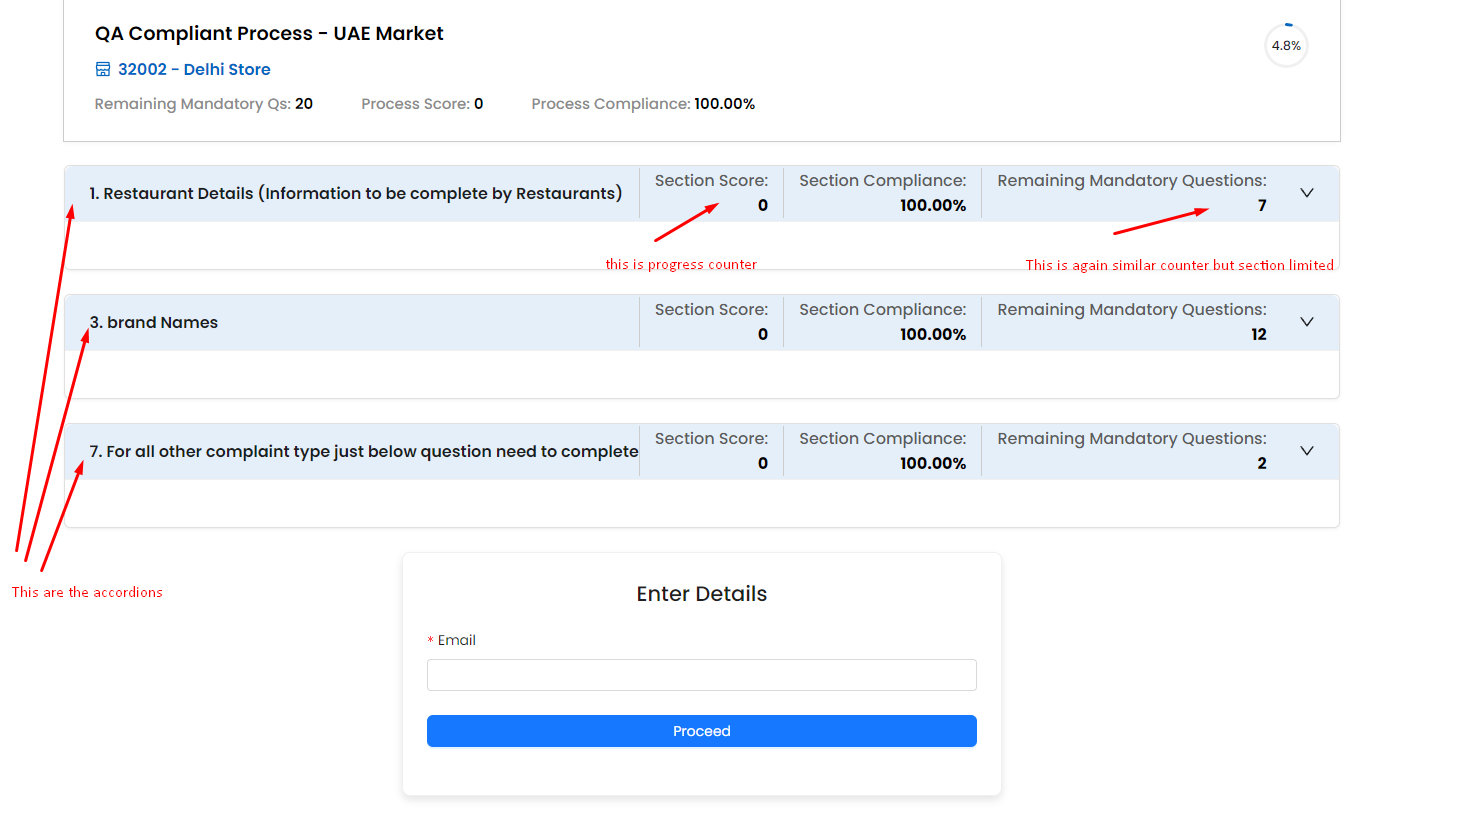 QA Compliant Process - UAE Market
4.8%
32002 - Delhi Store
Remaining Mandatory Qs: 20 Process Score: 0 Process Compliance: 100.00%
1. Restaurant Details (Information to be complete by Restaurants)
Section Score:
0
Section Compliance:
100.00%
Remaining Mandatory Questions:
7
this is progress counter
This is again similar counter but section limited
3. brand Names
Section Score:
0
Section Compliance:
100.00%
Remaining Mandatory Questions:
12
7. For all other complaint type just below question need to complete
Section Score:
0
Section Compliance:
100.00%
Remaining Mandatory Questions:
2
This are the accordions
Enter Details
* Email
Proceed